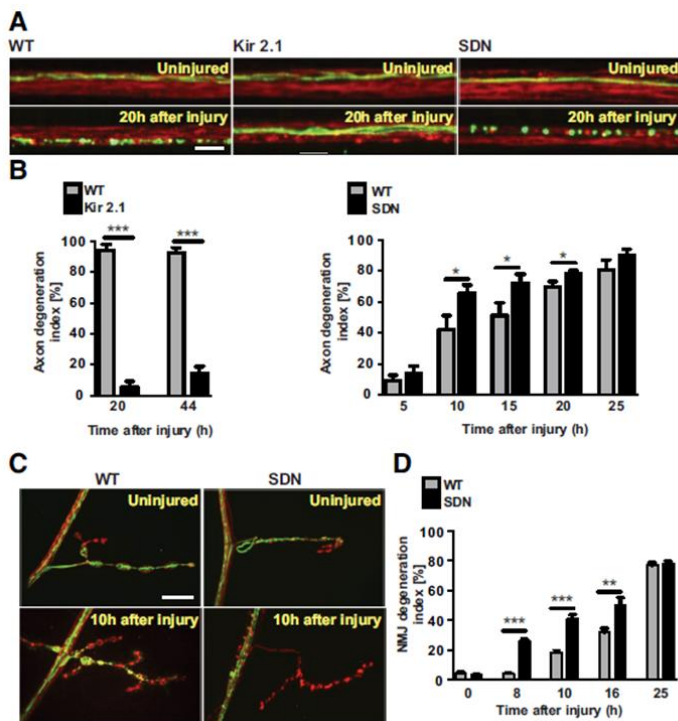 A
WT Kir 2.1 SDN
Uninjured Uninjured Uninjured
20h after injury 20h after injury 20h after injury
B
WT
Kir 2.1
***
***
100
80
60
40
20
0
Axon degeneration
index [%]
20 44
Time after injury (h)
WT
SDN
*
*
*
100
80
60
40
20
0
Axon degeneration
index [%]
5 10 15 20 25
Time after injury (h)
C
WT SDN
Uninjured Uninjured
10h after injury 10h after injury
D
WT
SDN
***
***
**
100
80
60
40
20
0
NMJ degeneration
index [%]
0 8 10 16 25
Time after injury (h)